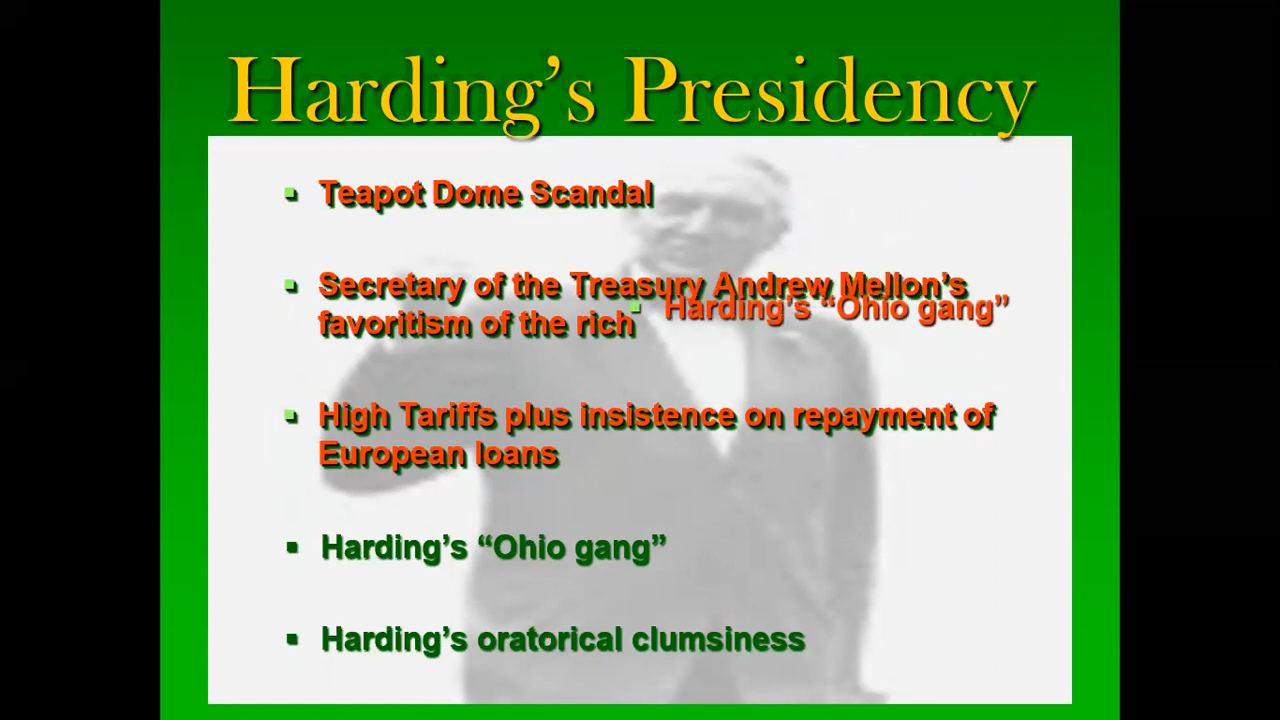 Harding’s Presidency
▪ Teapot Dome Scandal
▪ Secretary of the Treasury Andrew Mellon’s
▪ Harding’s “Ohio gang”
favoritism of the rich
▪ High Tariffs plus insistence on repayment of
European loans
▪ Harding’s “Ohio gang”
▪ Harding’s oratorical clumsiness